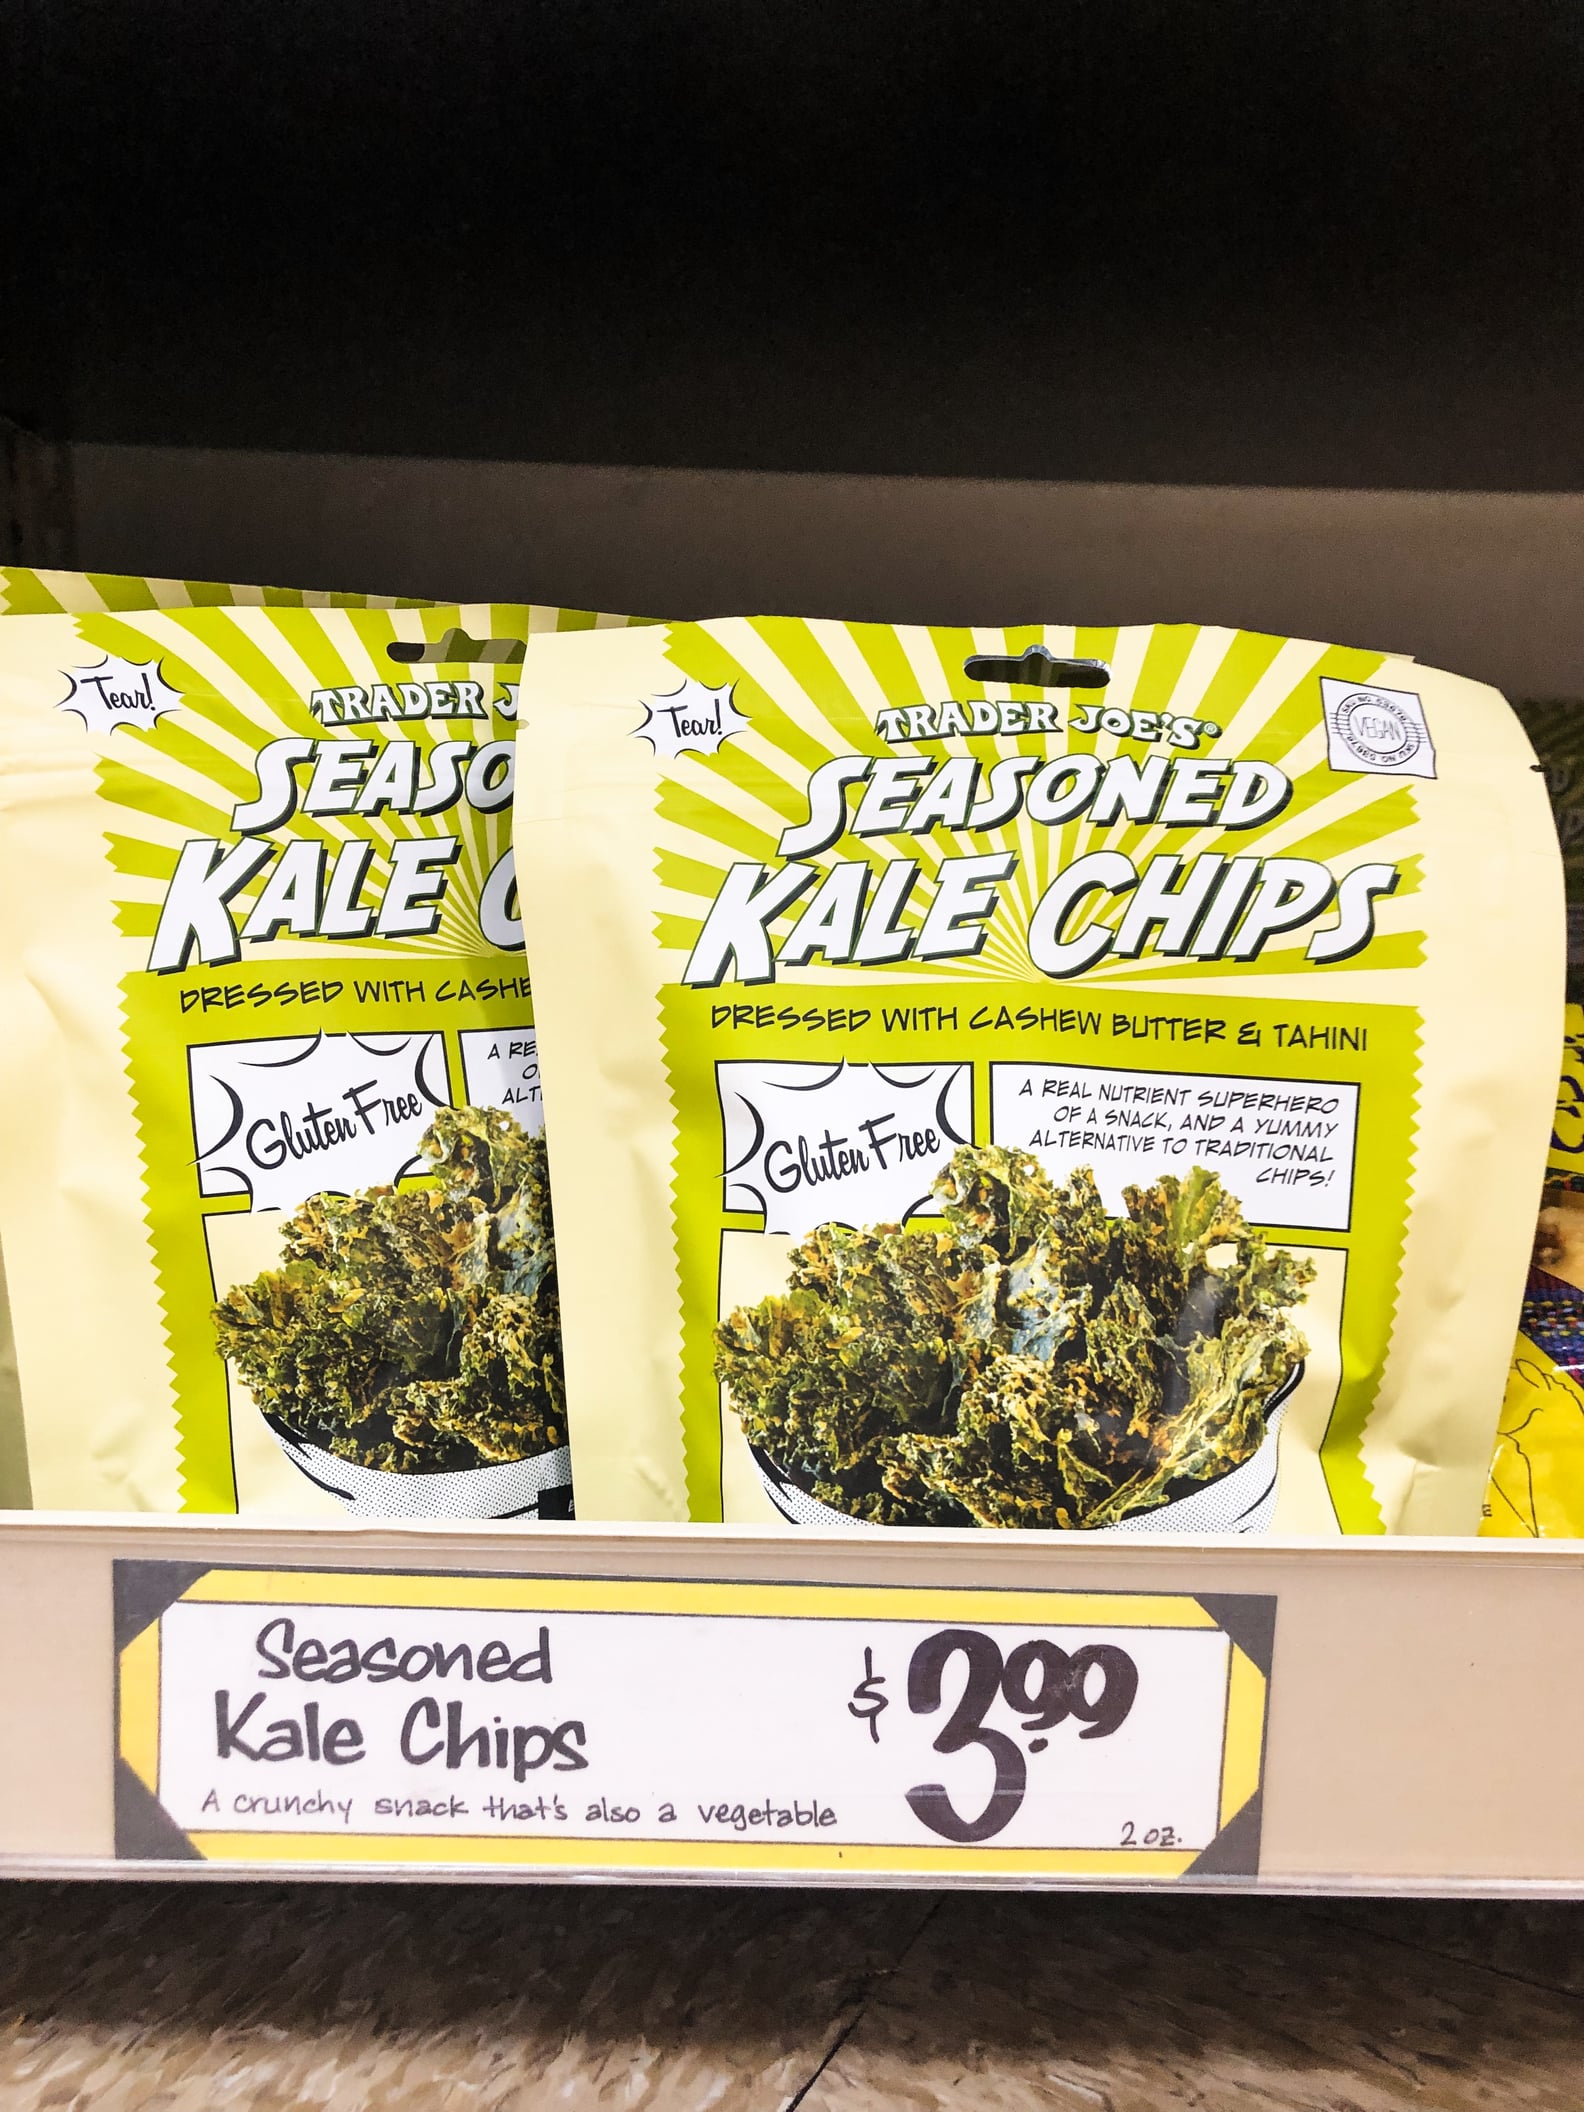 Tear!
TRADER J
SEASO
KALE C
DRESSED WITH CASHE
Gluten Free
A RE
O
ALT
Tear!
TRADER JOE'S®
VEGAN
SEASONED
KALE CHIPS
DRESSED WITH CASHEW BUTTER & TAHINI
Gluten Free
A REAL NUTRIENT SUPERHERO
OF A SNACK, AND A YUMMY
ALTERNATIVE TO TRADITIONAL
CHIPS!
Seasoned
Kale Chips
A crunchy snack that's also a vegetable
$3.99
2 oz.